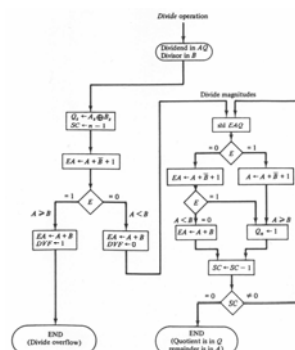 Divide operation
Dividend in AQ
Divisor in B
Divide magnitudes
Qs ← As ⊕ Bs
SC ← n − 1
shl EAQ
E
= 0
= 1
EA ← A + B̅ + 1
EA ← A + B̅ + 1
A ← A + B̅ + 1
E
= 1
= 0
E
= 1
A ≥ B
A < B
A < B
= 0
A ≥ B
EA ← A + B
DVF ← 1
EA ← A + B
DVF ← 0
EA ← A + B
Qn ← 1
SC ← SC − 1
= 0
≠ 0
SC
END
(Divide overflow)
END
(Quotient is in Q
remainder is in A)